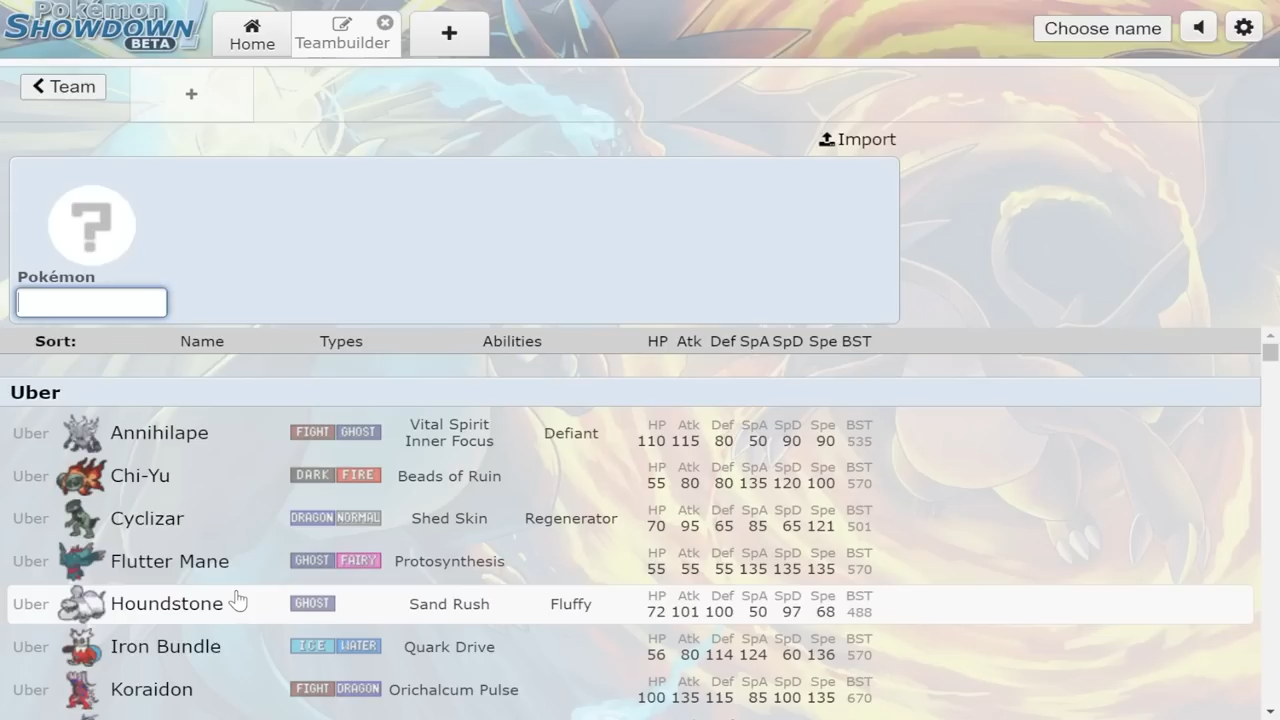 Pokémon
SHOWDOWN
BETA
Home
Teambuilder
+
Choose name
Team
+
Import
?
Pokémon
Sort: Name Types Abilities HP Atk Def SpA SpD Spe BST
Uber
Uber Annihilape FIGHT GHOST Vital Spirit Inner Focus Defiant HP 110 Atk 115 Def 80 SpA 50 SpD 90 Spe 90 BST 535
Uber Chi-Yu DARK FIRE Beads of Ruin HP 55 Atk 80 Def 80 SpA 135 SpD 120 Spe 100 BST 570
Uber Cyclizar DRAGON NORMAL Shed Skin Regenerator HP 70 Atk 95 Def 65 SpA 85 SpD 65 Spe 121 BST 501
Uber Flutter Mane GHOST FAIRY Protosynthesis HP 55 Atk 55 Def 55 SpA 135 SpD 135 Spe 135 BST 570
Uber Houndstone GHOST Sand Rush Fluffy HP 72 Atk 101 Def 100 SpA 50 SpD 97 Spe 68 BST 488
Uber Iron Bundle ICE WATER Quark Drive HP 56 Atk 80 Def 114 SpA 124 SpD 60 Spe 136 BST 570
Uber Koraidon FIGHT DRAGON Orichalcum Pulse HP 100 Atk 135 Def 115 SpA 85 SpD 100 Spe 135 BST 670